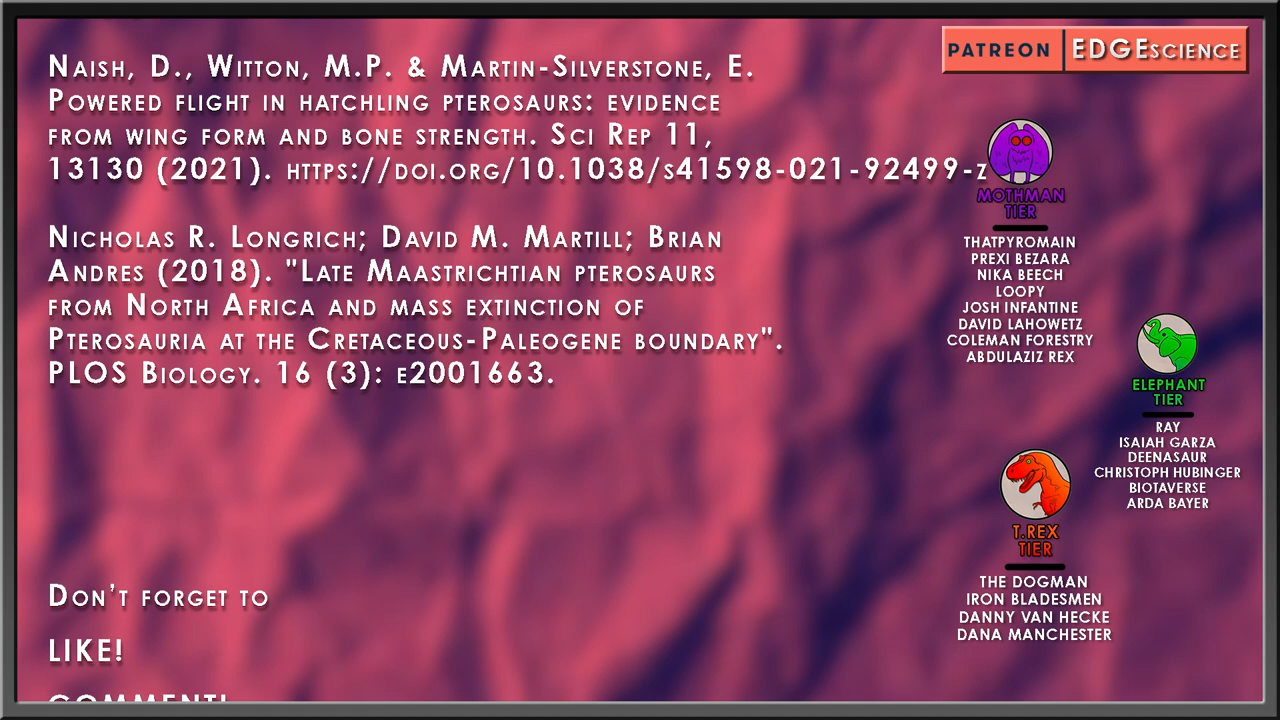 Naish, D., Witton, M.P. & Martin-Silverstone, E.
Powered flight in hatchling pterosaurs: evidence
from wing form and bone strength. Sci Rep 11,
13130 (2021). https://doi.org/10.1038/s41598-021-92499-z
Nicholas R. Longrich; David M. Martill; Brian
Andres (2018). "Late Maastrichtian pterosaurs
from North Africa and mass extinction of
Pterosauria at the Cretaceous-Paleogene boundary".
PLOS Biology. 16 (3): e2001663.
Don't forget to
LIKE!
COMMENT!
PATREON EDGEscience
MOTHMAN
TIER
THATPYROMAIN
PREXI BEZARA
NIKA BEECH
LOOPY
JOSH INFANTINE
DAVID LAHOWETZ
COLEMAN FORESTRY
ABDULAZIZ REX
ELEPHANT
TIER
RAY
ISAIAH GARZA
DEENASAUR
CHRISTOPH HUBINGER
BIOTAVERSE
ARDA BAYER
T.REX
TIER
THE DOGMAN
IRON BLADESMEN
DANNY VAN HECKE
DANA MANCHESTER